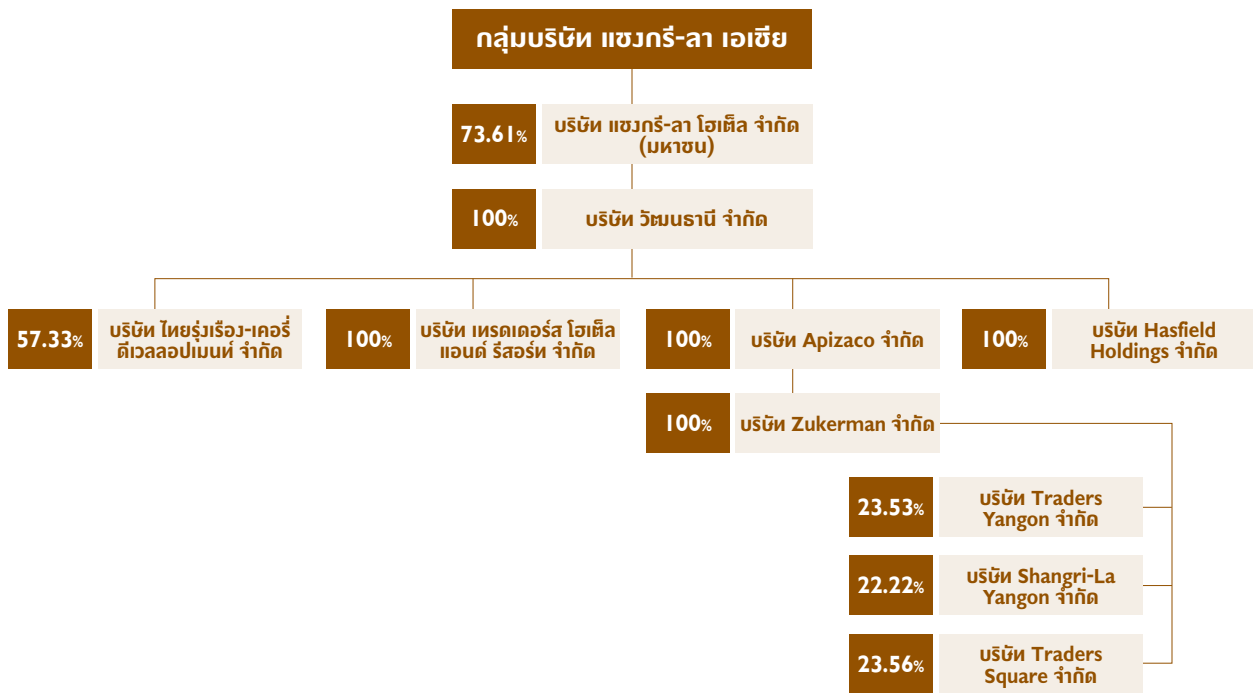 กลุ่มบริษัท แชงกรี-ลา เอเชีย
73.61%
บริษัท แชงกรี-ลา โฮเต็ล จำกัด
(มหาชน)
100%
บริษัท วัฒนธานี จำกัด
57.33%
บริษัท ไทยรุ่งเรือง-เคอรี่
ดีเวลลอปเมนท์ จำกัด
100%
บริษัท เทรดเดอร์ส โฮเต็ล
แอนด์ รีสอร์ท จำกัด
100%
บริษัท Apizaco จำกัด
100%
บริษัท Hasfield
Holdings จำกัด
100%
บริษัท Zukerman จำกัด
23.53%
บริษัท Traders
Yangon จำกัด
22.22%
บริษัท Shangri-La
Yangon จำกัด
23.56%
บริษัท Traders
Square จำกัด